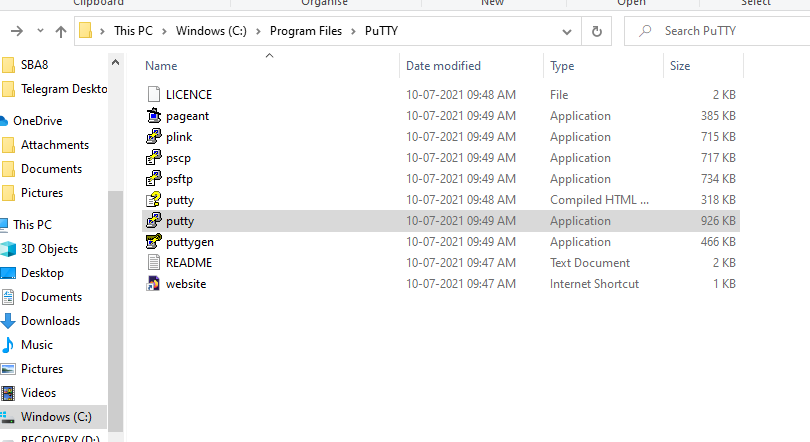 Clipboard Organise New Open Select
This PC > Windows (C:) > Program Files > PuTTY Search PuTTY
Name Date modified Type Size
SBA8
Telegram Deskto
OneDrive
Attachments
Documents
Pictures
This PC
3D Objects
Desktop
Documents
Downloads
Music
Pictures
Videos
Windows (C:)
RECOVERY (D:)
LICENCE 10-07-2021 09:48 AM File 2 KB
pageant 10-07-2021 09:49 AM Application 385 KB
plink 10-07-2021 09:49 AM Application 715 KB
pscp 10-07-2021 09:49 AM Application 717 KB
psftp 10-07-2021 09:49 AM Application 734 KB
putty 10-07-2021 09:48 AM Compiled HTML ... 318 KB
putty 10-07-2021 09:49 AM Application 926 KB
puttygen 10-07-2021 09:49 AM Application 466 KB
README 10-07-2021 09:47 AM Text Document 2 KB
website 10-07-2021 09:47 AM Internet Shortcut 1 KB